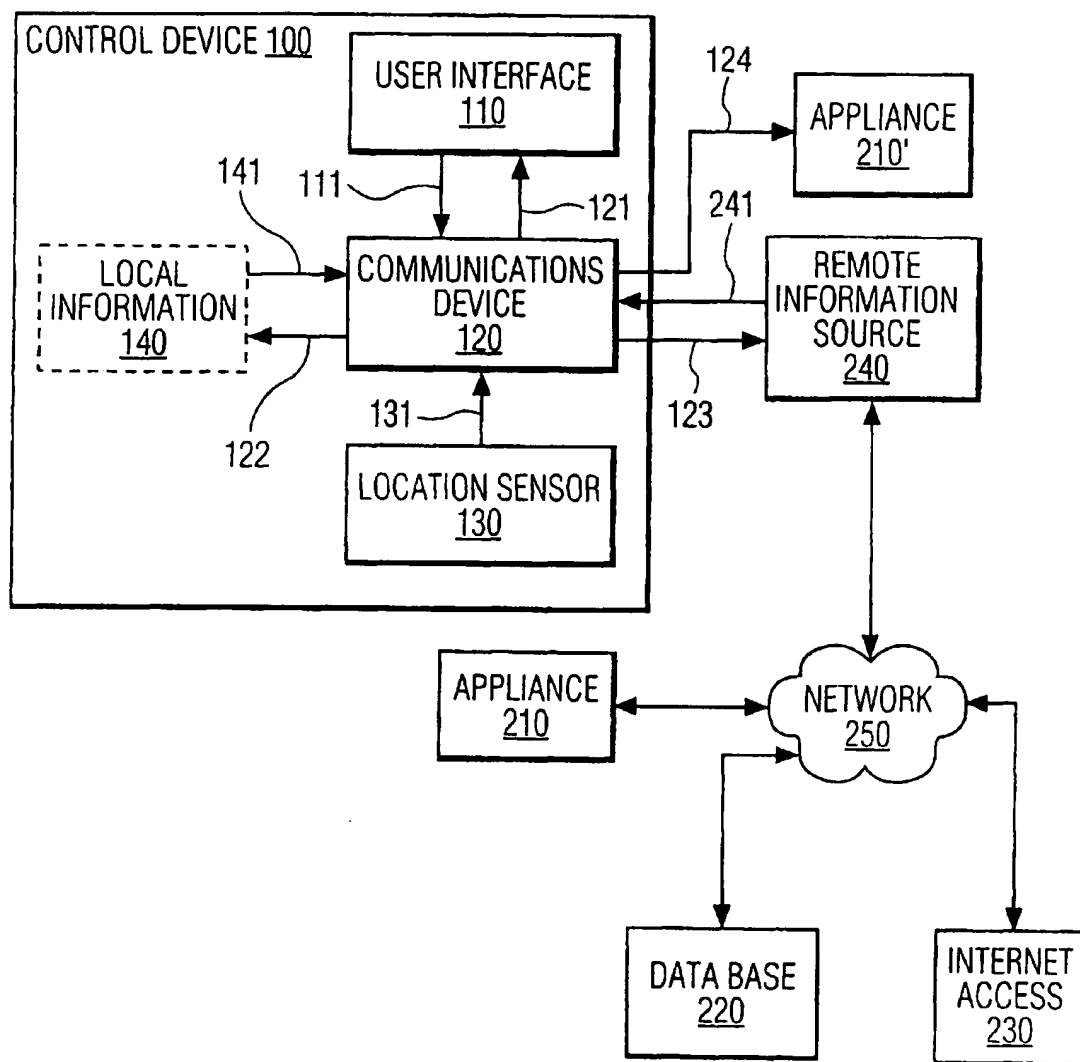 CONTROL DEVICE 100
USER INTERFACE
110
124
APPLIANCE
210'
111
121
241
141
LOCAL
INFORMATION
140
COMMUNICATIONS
DEVICE
120
REMOTE
INFORMATION
SOURCE
240
122
131
123
LOCATION SENSOR
130
APPLIANCE
210
NETWORK
250
DATA BASE
220
INTERNET
ACCESS
230